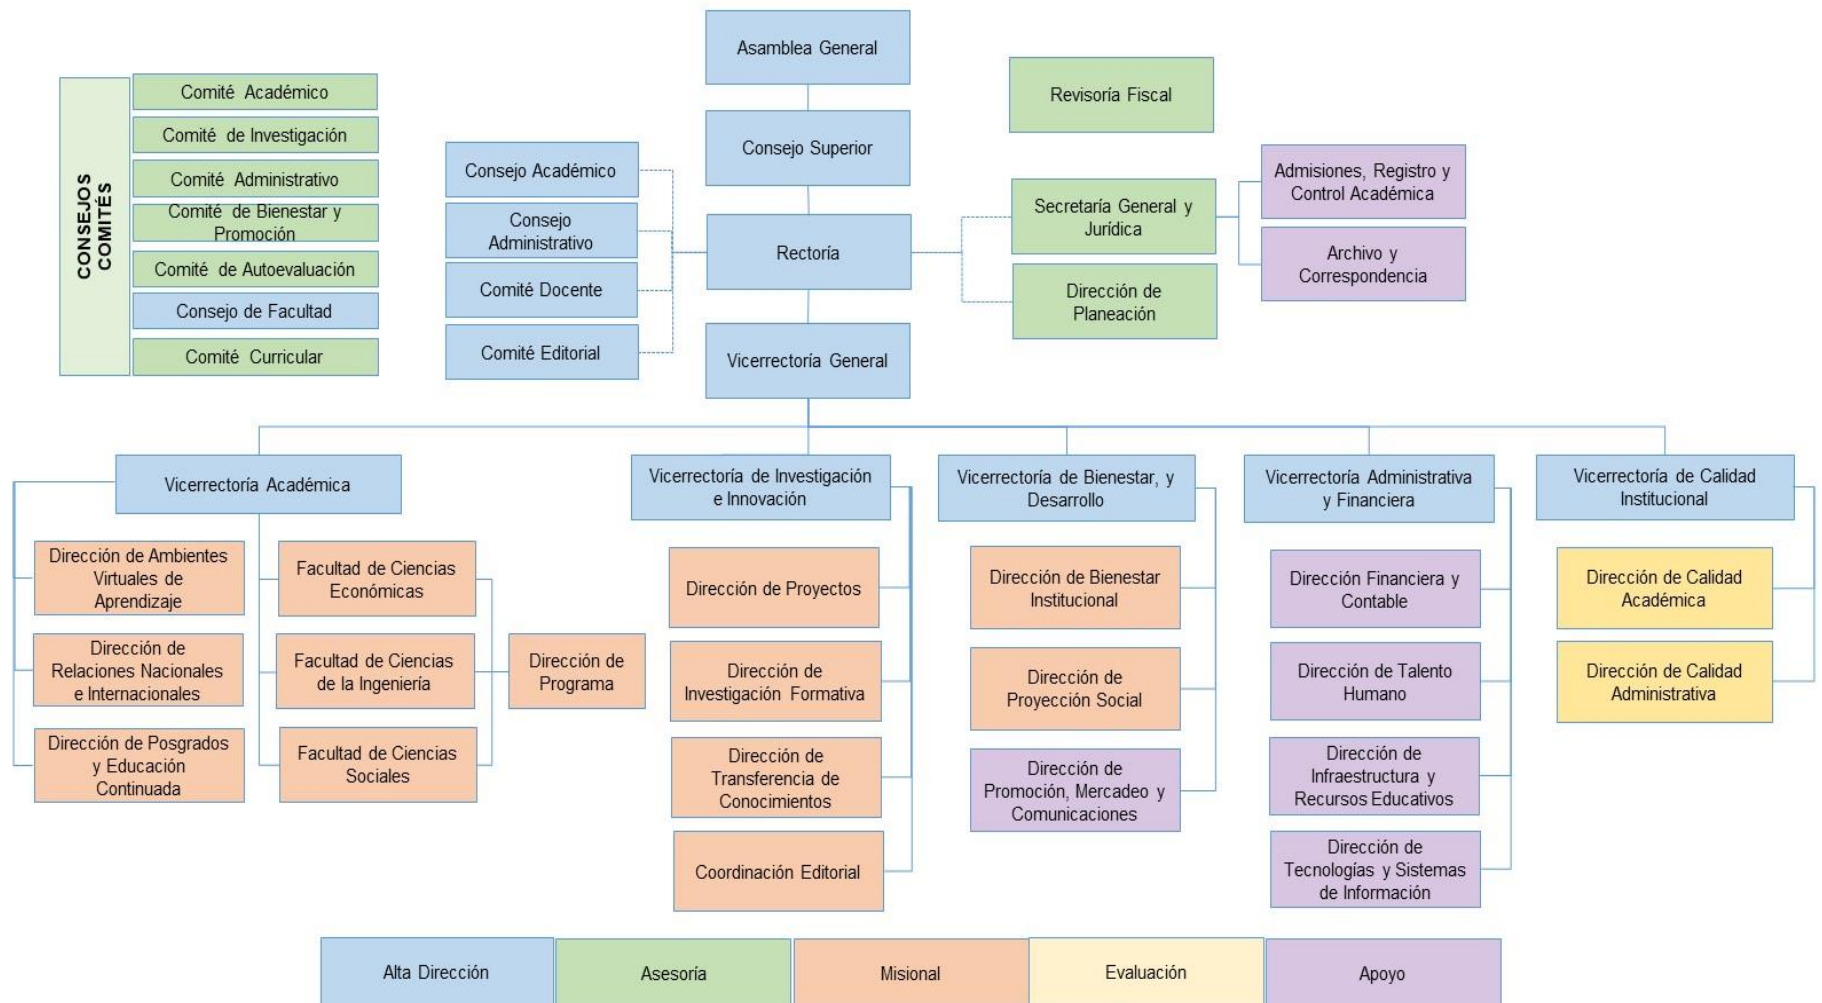 Asamblea General
Revisoría Fiscal
CONSEJOS
COMITÉS
Comité Académico
Comité de Investigación
Comité Administrativo
Comité de Bienestar y
Promoción
Comité de Autoevaluación
Consejo de Facultad
Comité Curricular
Consejo Superior
Consejo Académico
Consejo
Administrativo
Comité Docente
Comité Editorial
Rectoría
Secretaría General y
Jurídica
Dirección de
Planeación
Admisiones, Registro y
Control Académica
Archivo y
Correspondencia
Vicerrectoría General
Vicerrectoría Académica
Dirección de Ambientes
Virtuales de
Aprendizaje
Dirección de
Relaciones Nacionales
e Internacionales
Dirección de Posgrados
y Educación
Continuada
Facultad de Ciencias
Económicas
Facultad de Ciencias
de la Ingeniería
Facultad de Ciencias
Sociales
Dirección de
Programa
Vicerrectoría de Investigación
e Innovación
Dirección de Proyectos
Dirección de
Investigación Formativa
Dirección de
Transferencia de
Conocimientos
Coordinación Editorial
Vicerrectoría de Bienestar, y
Desarrollo
Dirección de Bienestar
Institucional
Dirección de
Proyección Social
Dirección de
Promoción, Mercadeo y
Comunicaciones
Vicerrectoría Administrativa
y Financiera
Dirección Financiera y
Contable
Dirección de Talento
Humano
Dirección de
Infraestructura y
Recursos Educativos
Dirección de
Tecnologías y Sistemas
de Información
Vicerrectoría de Calidad
Institucional
Dirección de Calidad
Académica
Dirección de Calidad
Administrativa
Alta Dirección
Asesoría
Misional
Evaluación
Apoyo